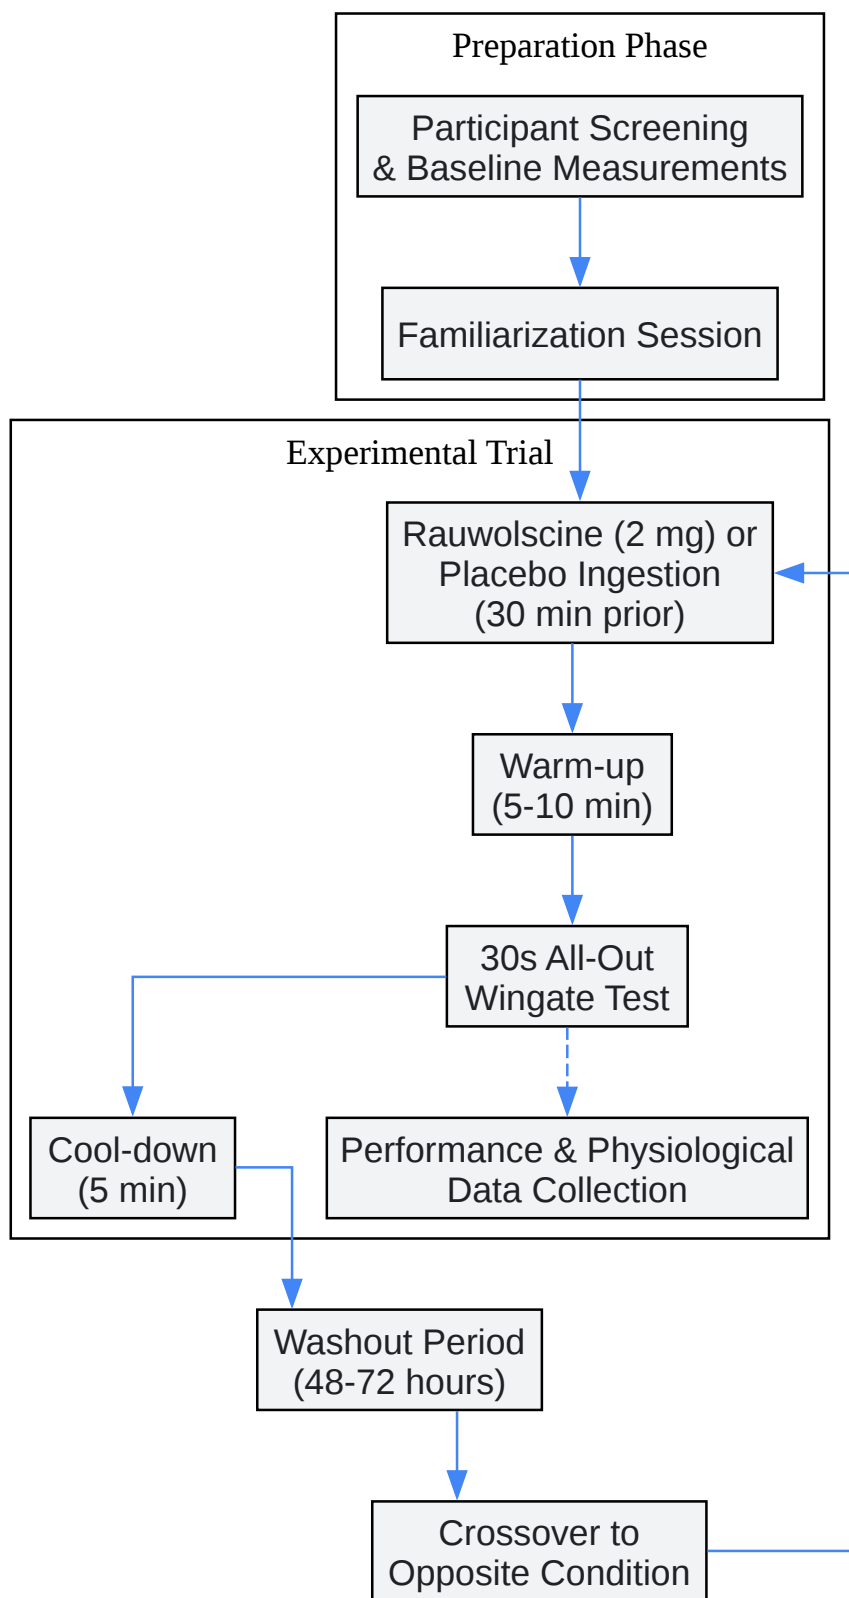 Preparation Phase
Participant Screening
& Baseline Measurements
Familiarization Session
Experimental Trial
Rauwolscine (2 mg) or
Placebo Ingestion
(30 min prior)
Warm-up
(5-10 min)
30s All-Out
Wingate Test
Cool-down
(5 min)
Performance & Physiological
Data Collection
Washout Period
(48-72 hours)
Crossover to
Opposite Condition